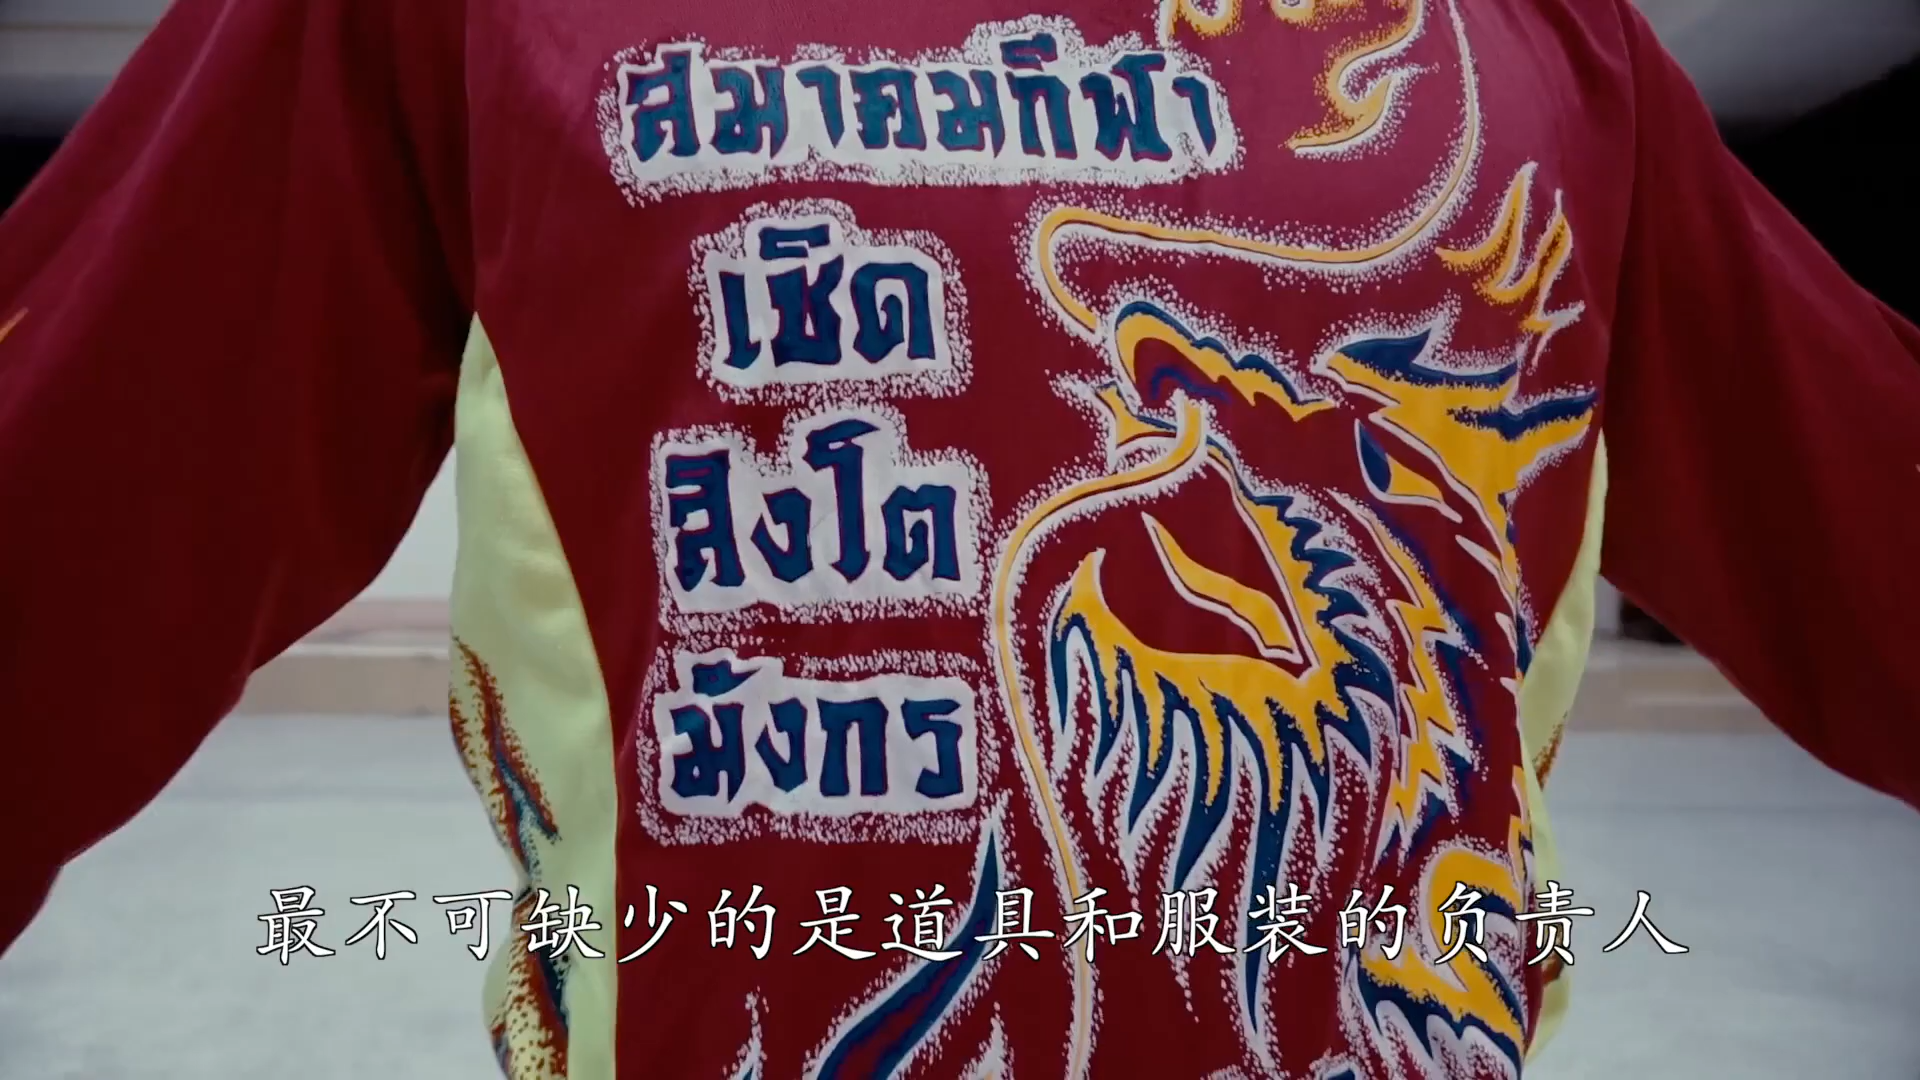 สมาคมกีฬา
เชิด
สิงโต
มังกร
最不可缺少的是道具和服装的负责人